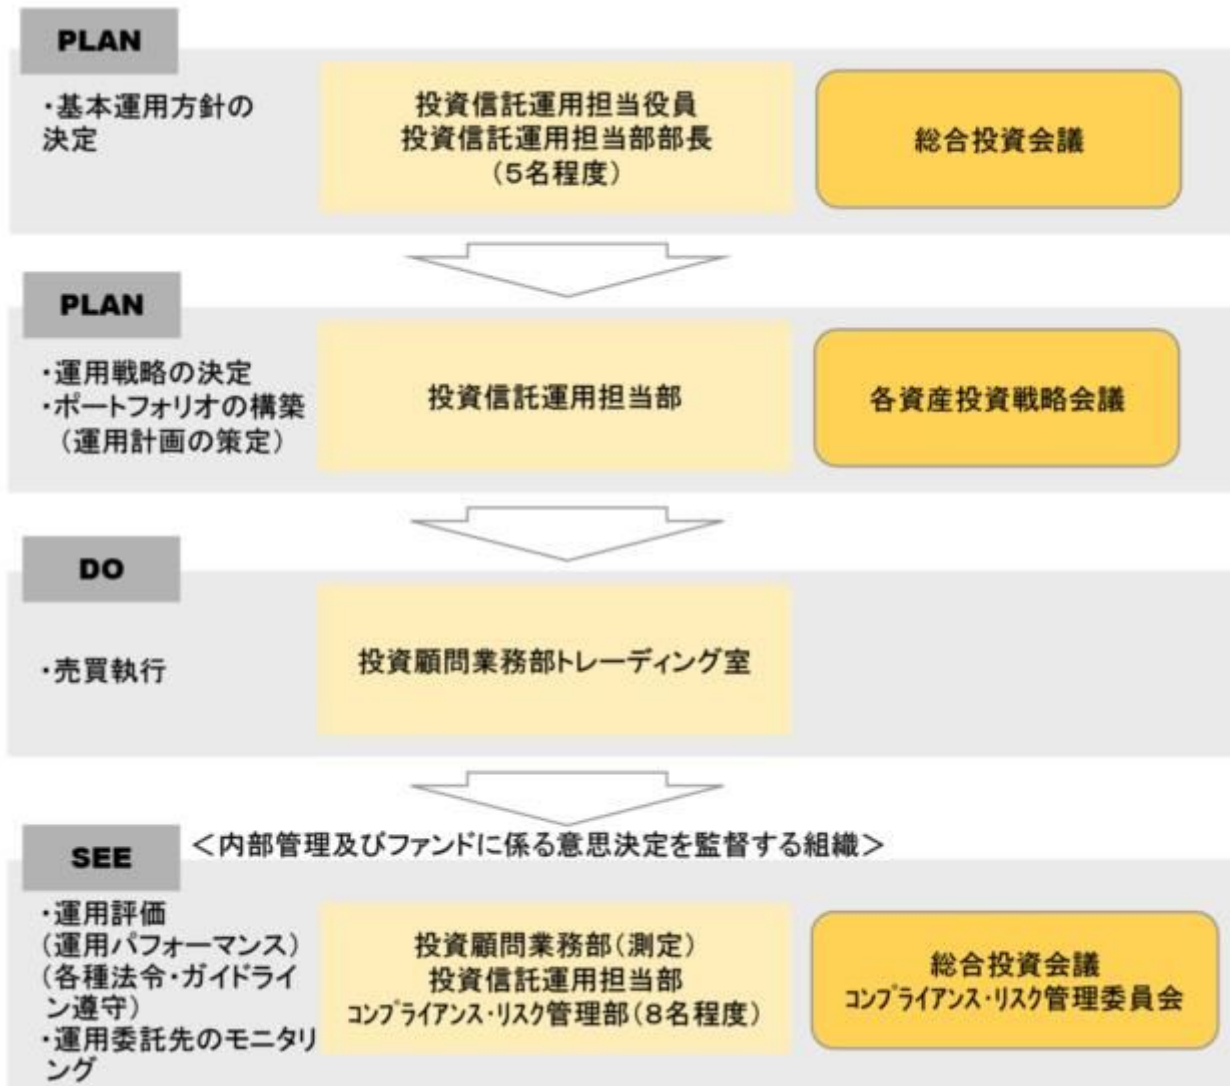 PLAN
・基本運用方針の
決定
投資信託運用担当役員
投資信託運用担当部部長
（5名程度）
総合投資会議
PLAN
・運用戦略の決定
・ポートフォリオの構築
（運用計画の策定）
投資信託運用担当部
各資産投資戦略会議
DO
・売買執行
投資顧問業務部トレーディング室
SEE
＜内部管理及びファンドに係る意思決定を監督する組織＞
・運用評価
(運用パフォーマンス)
(各種法令・ガイドライ
ン遵守)
・運用委託先のモニタリ
ング
投資顧問業務部(測定)
投資信託運用担当部
ｺﾝﾌﾟﾗｲｱﾝｽ･ﾘｽｸ管理部(8名程度)
総合投資会議
ｺﾝﾌﾟﾗｲｱﾝｽ･ﾘｽｸ管理委員会